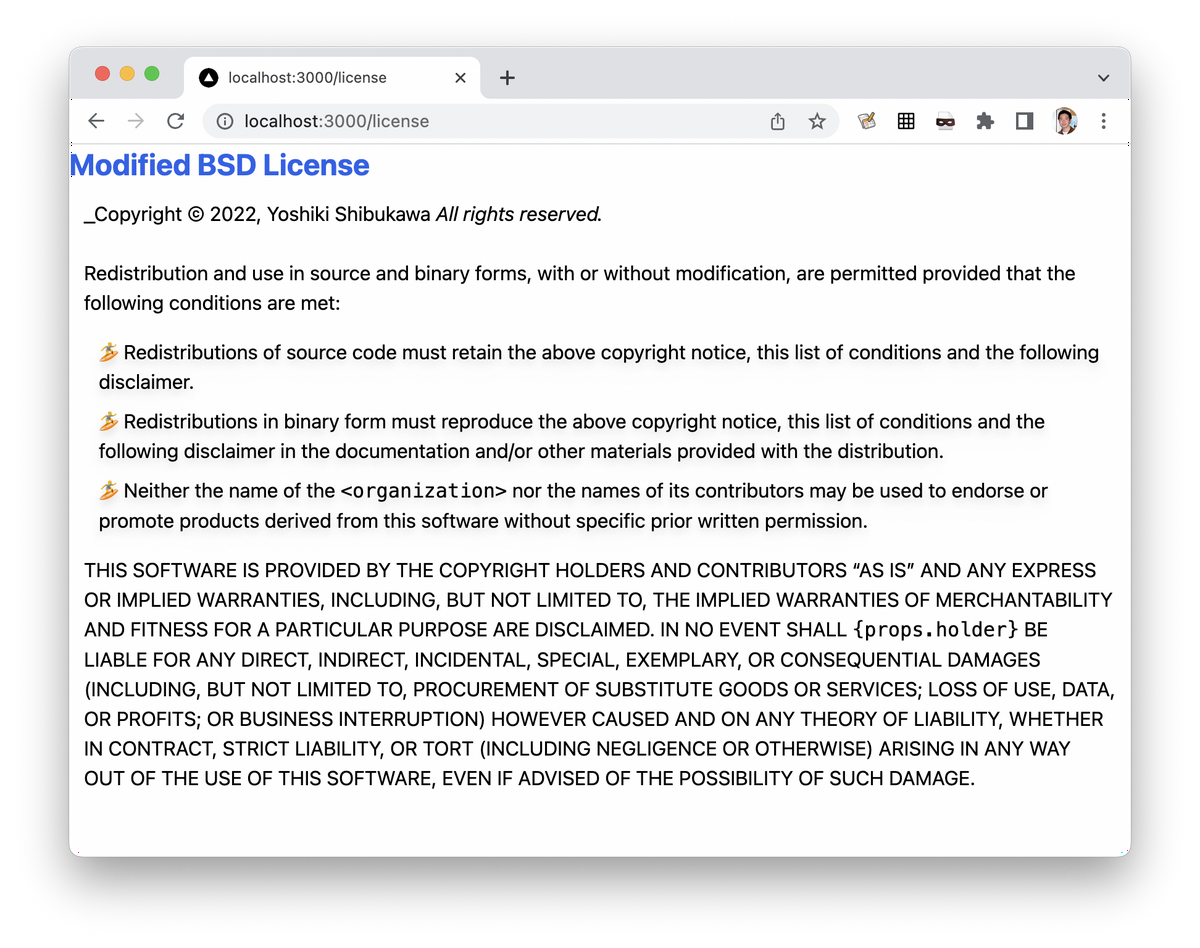 localhost:3000/license
localhost:3000/license
Modified BSD License
_Copyright © 2022, Yoshiki Shibukawa All rights reserved.
Redistribution and use in source and binary forms, with or without modification, are permitted provided that the
following conditions are met:
🏄 Redistributions of source code must retain the above copyright notice, this list of conditions and the following
disclaimer.
🏄 Redistributions in binary form must reproduce the above copyright notice, this list of conditions and the
following disclaimer in the documentation and/or other materials provided with the distribution.
🏄 Neither the name of the <organization> nor the names of its contributors may be used to endorse or
promote products derived from this software without specific prior written permission.
THIS SOFTWARE IS PROVIDED BY THE COPYRIGHT HOLDERS AND CONTRIBUTORS “AS IS” AND ANY EXPRESS
OR IMPLIED WARRANTIES, INCLUDING, BUT NOT LIMITED TO, THE IMPLIED WARRANTIES OF MERCHANTABILITY
AND FITNESS FOR A PARTICULAR PURPOSE ARE DISCLAIMED. IN NO EVENT SHALL {props.holder} BE
LIABLE FOR ANY DIRECT, INDIRECT, INCIDENTAL, SPECIAL, EXEMPLARY, OR CONSEQUENTIAL DAMAGES
(INCLUDING, BUT NOT LIMITED TO, PROCUREMENT OF SUBSTITUTE GOODS OR SERVICES; LOSS OF USE, DATA,
OR PROFITS; OR BUSINESS INTERRUPTION) HOWEVER CAUSED AND ON ANY THEORY OF LIABILITY, WHETHER
IN CONTRACT, STRICT LIABILITY, OR TORT (INCLUDING NEGLIGENCE OR OTHERWISE) ARISING IN ANY WAY
OUT OF THE USE OF THIS SOFTWARE, EVEN IF ADVISED OF THE POSSIBILITY OF SUCH DAMAGE.